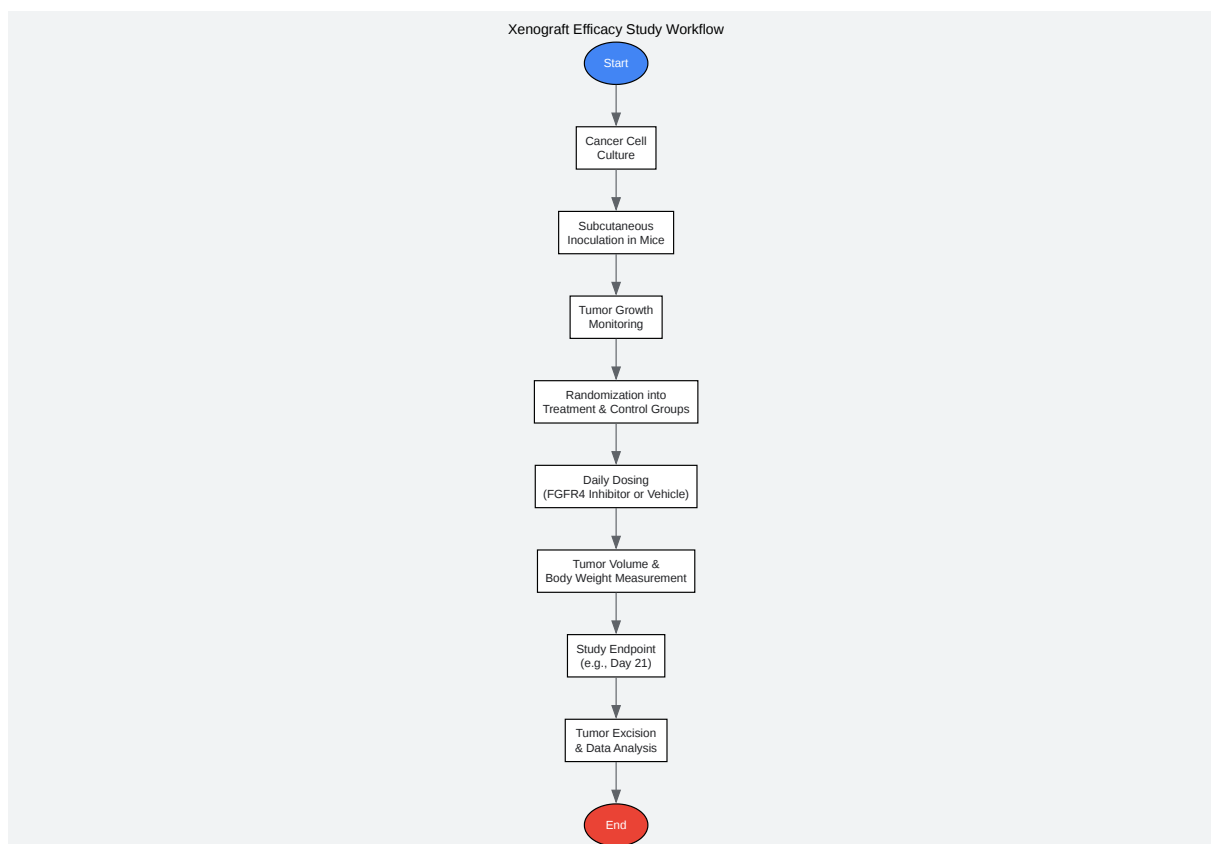 Xenograft Efficacy Study Workflow
Start
Cancer Cell
Culture
Subcutaneous
Inoculation in Mice
Tumor Growth
Monitoring
Randomization into
Treatment & Control Groups
Daily Dosing
(FGFR4 Inhibitor or Vehicle)
Tumor Volume &
Body Weight Measurement
Study Endpoint
(e.g., Day 21)
Tumor Excision
& Data Analysis
End